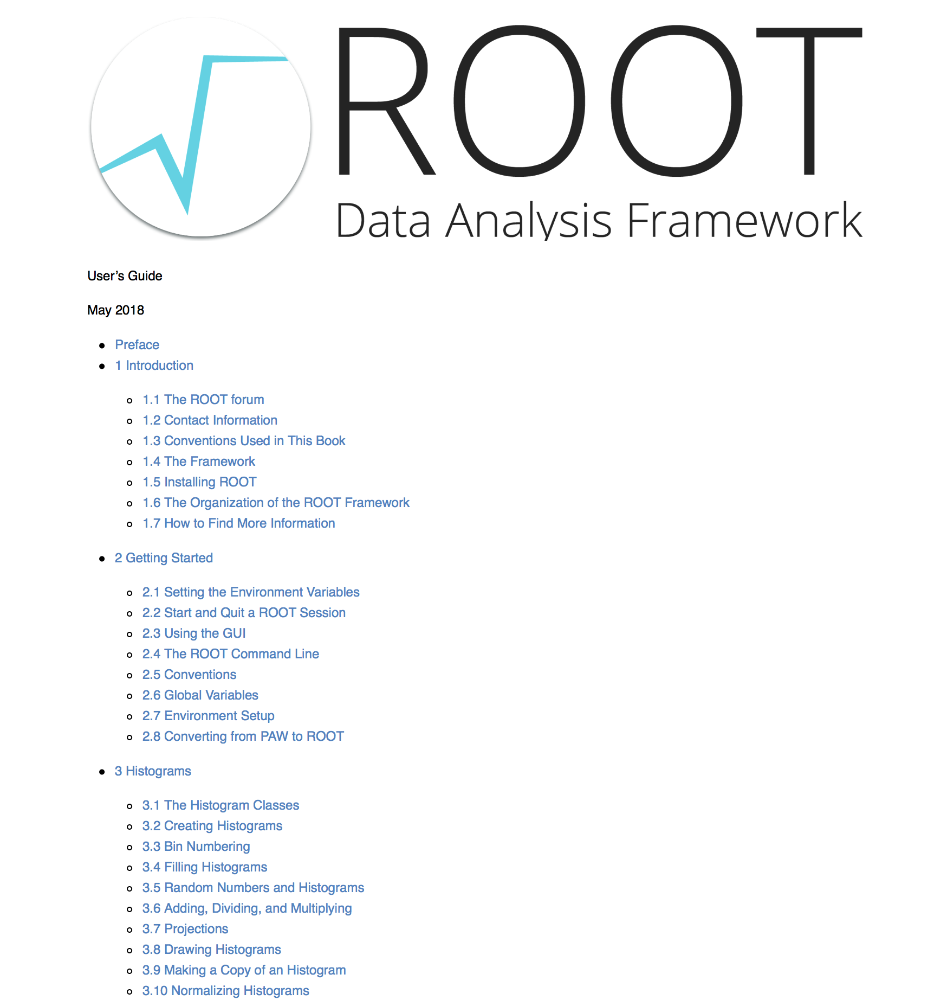 ROOT
Data Analysis Framework
User’s Guide
May 2018
Preface
1 Introduction
1.1 The ROOT forum
1.2 Contact Information
1.3 Conventions Used in This Book
1.4 The Framework
1.5 Installing ROOT
1.6 The Organization of the ROOT Framework
1.7 How to Find More Information
2 Getting Started
2.1 Setting the Environment Variables
2.2 Start and Quit a ROOT Session
2.3 Using the GUI
2.4 The ROOT Command Line
2.5 Conventions
2.6 Global Variables
2.7 Environment Setup
2.8 Converting from PAW to ROOT
3 Histograms
3.1 The Histogram Classes
3.2 Creating Histograms
3.3 Bin Numbering
3.4 Filling Histograms
3.5 Random Numbers and Histograms
3.6 Adding, Dividing, and Multiplying
3.7 Projections
3.8 Drawing Histograms
3.9 Making a Copy of an Histogram
3.10 Normalizing Histograms